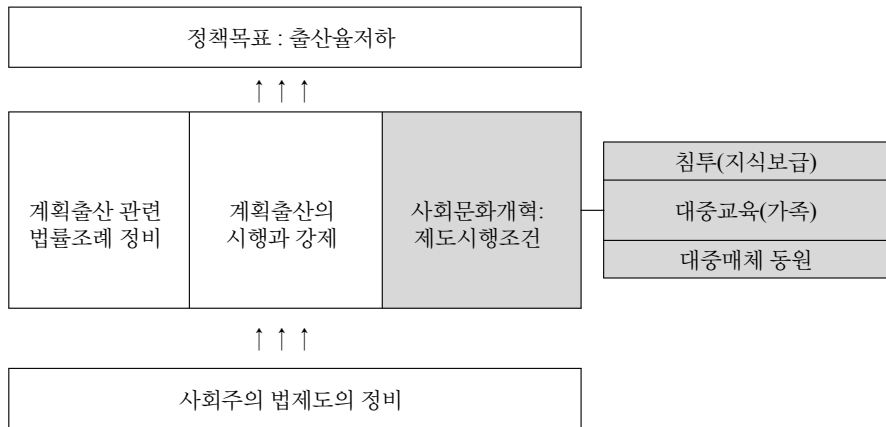 정책목표 : 출산율저하
↑ ↑ ↑
계획출산 관련
법률조례 정비
계획출산의
시행과 강제
사회문화개혁:
제도시행조건
침투(지식보급)
대중교육(가족)
대중매체 동원
↑ ↑ ↑
사회주의 법제도의 정비